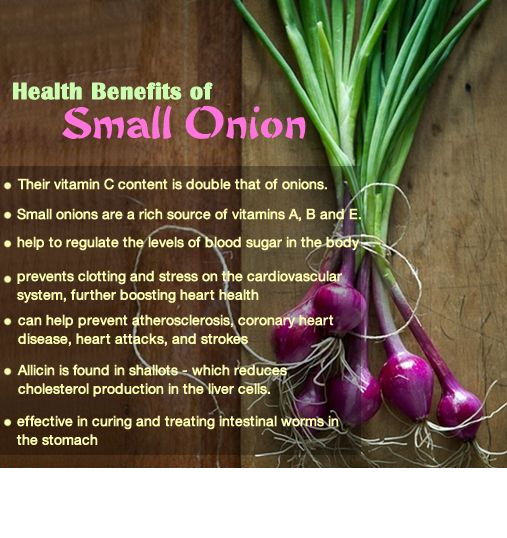 Health Benefits of
Small Onion
Their vitamin C content is double that of onions.
Small onions are a rich source of vitamins A, B and E.
help to regulate the levels of blood sugar in the body
prevents clotting and stress on the cardiovascular
system, further boosting heart health
can help prevent atherosclerosis, coronary heart
disease, heart attacks, and strokes
Allicin is found in shallots - which reduces
cholesterol production in the liver cells.
effective in curing and treating intestinal worms in
the stomach